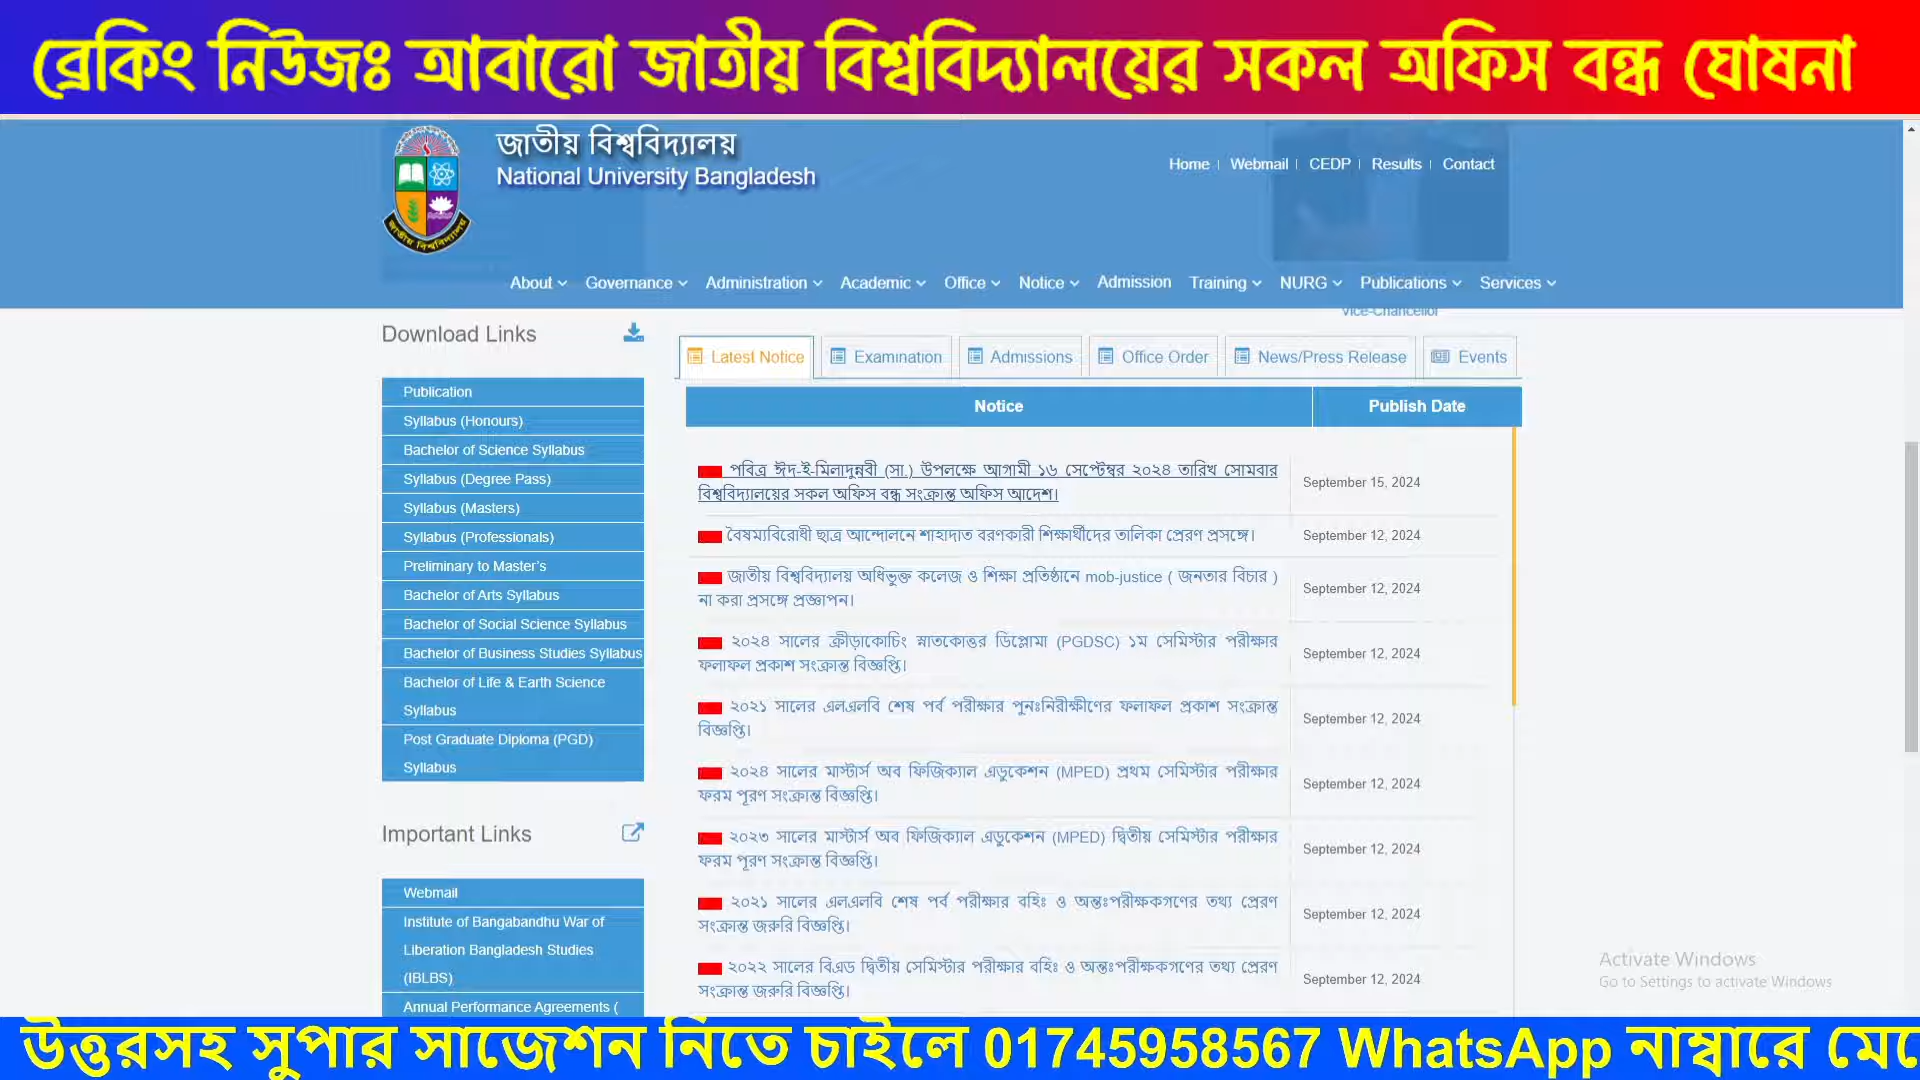 ব্রেকিং নিউজঃ আবারো জাতীয় বিশ্ববিদ্যালয়ের সকল অফিস বন্ধ ঘোষনা
জাতীয় বিশ্ববিদ্যালয়
National University Bangladesh
Home
Webmail
CEDP
Results
Contact
জাতীয় বিশ্ববিদ্যালয়
About
Governance
Administration
Academic
Office
Notice
Admission
Training
NURG
Publications
Services
Vice-Chancellor
Download Links
Publication
Syllabus (Honours)
Bachelor of Science Syllabus
Syllabus (Degree Pass)
Syllabus (Masters)
Syllabus (Professionals)
Preliminary to Master's
Bachelor of Arts Syllabus
Bachelor of Social Science Syllabus
Bachelor of Business Studies Syllabus
Bachelor of Life & Earth Science
Syllabus
Post Graduate Diploma (PGD)
Syllabus
Important Links
Webmail
Institute of Bangabandhu War of
Liberation Bangladesh Studies
(IBLBS)
Annual Performance Agreements (
Latest Notice
Examination
Admissions
Office Order
News/Press Release
Events
Notice
Publish Date
পবিত্র ঈদ-ই-মিলাদুন্নবী (সা.) উপলক্ষে আগামী ১৬ সেপ্টেম্বর ২০২৪ তারিখ সোমবার
বিশ্ববিদ্যালয়ের সকল অফিস বন্ধ সংক্রান্ত অফিস আদেশ।
September 15, 2024
বৈষম্যবিরোধী ছাত্র আন্দোলনে শাহাদাত বরণকারী শিক্ষার্থীদের তালিকা প্রেরণ প্রসঙ্গে।
September 12, 2024
জাতীয় বিশ্ববিদ্যালয় অধিভুক্ত কলেজ ও শিক্ষা প্রতিষ্ঠানে mob-justice ( জনতার বিচার )
না করা প্রসঙ্গে প্রজ্ঞাপন।
September 12, 2024
২০২৪ সালের ক্রীড়াকোচিং স্নাতকোত্তর ডিপ্লোমা (PGDSC) ১ম সেমিস্টার পরীক্ষার
ফলাফল প্রকাশ সংক্রান্ত বিজ্ঞপ্তি।
September 12, 2024
২০২১ সালের এলএলবি শেষ পর্ব পরীক্ষার পুনঃনিরীক্ষীণের ফলাফল প্রকাশ সংক্রান্ত
বিজ্ঞপ্তি।
September 12, 2024
২০২৪ সালের মাস্টার্স অব ফিজিক্যাল এডুকেশন (MPED) প্রথম সেমিস্টার পরীক্ষার
ফরম পূরণ সংক্রান্ত বিজ্ঞপ্তি।
September 12, 2024
২০২৩ সালের মাস্টার্স অব ফিজিক্যাল এডুকেশন (MPED) দ্বিতীয় সেমিস্টার পরীক্ষার
ফরম পূরণ সংক্রান্ত বিজ্ঞপ্তি।
September 12, 2024
২০২১ সালের এলএলবি শেষ পর্ব পরীক্ষার বহিঃ ও অন্তঃপরীক্ষকগণের তথ্য প্রেরণ
সংক্রান্ত জরুরি বিজ্ঞপ্তি।
September 12, 2024
২০২২ সালের বিএড দ্বিতীয় সেমিস্টার পরীক্ষার বহিঃ ও অন্তঃপরীক্ষকগণের তথ্য প্রেরণ
সংক্রান্ত জরুরি বিজ্ঞপ্তি।
September 12, 2024
Activate Windows
Go to Settings to activate Windows
উত্তরসহ সুপার সাজেশন নিতে চাইলে 01745958567 WhatsApp নাম্বারে মেসে